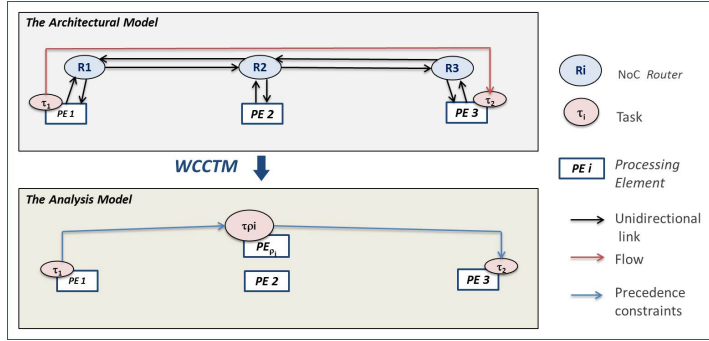 The Architectural Model
R1
R2
R3
τ1
PE 1
PE 2
PE 3
τ2
WCCTM
The Analysis Model
τρi
PEρi
τ1
PE 1
PE 2
PE 3
τ2
Ri
NoC Router
τi
Task
PE i
Processing
Element
Unidirectional
link
Flow
Precedence
constraints